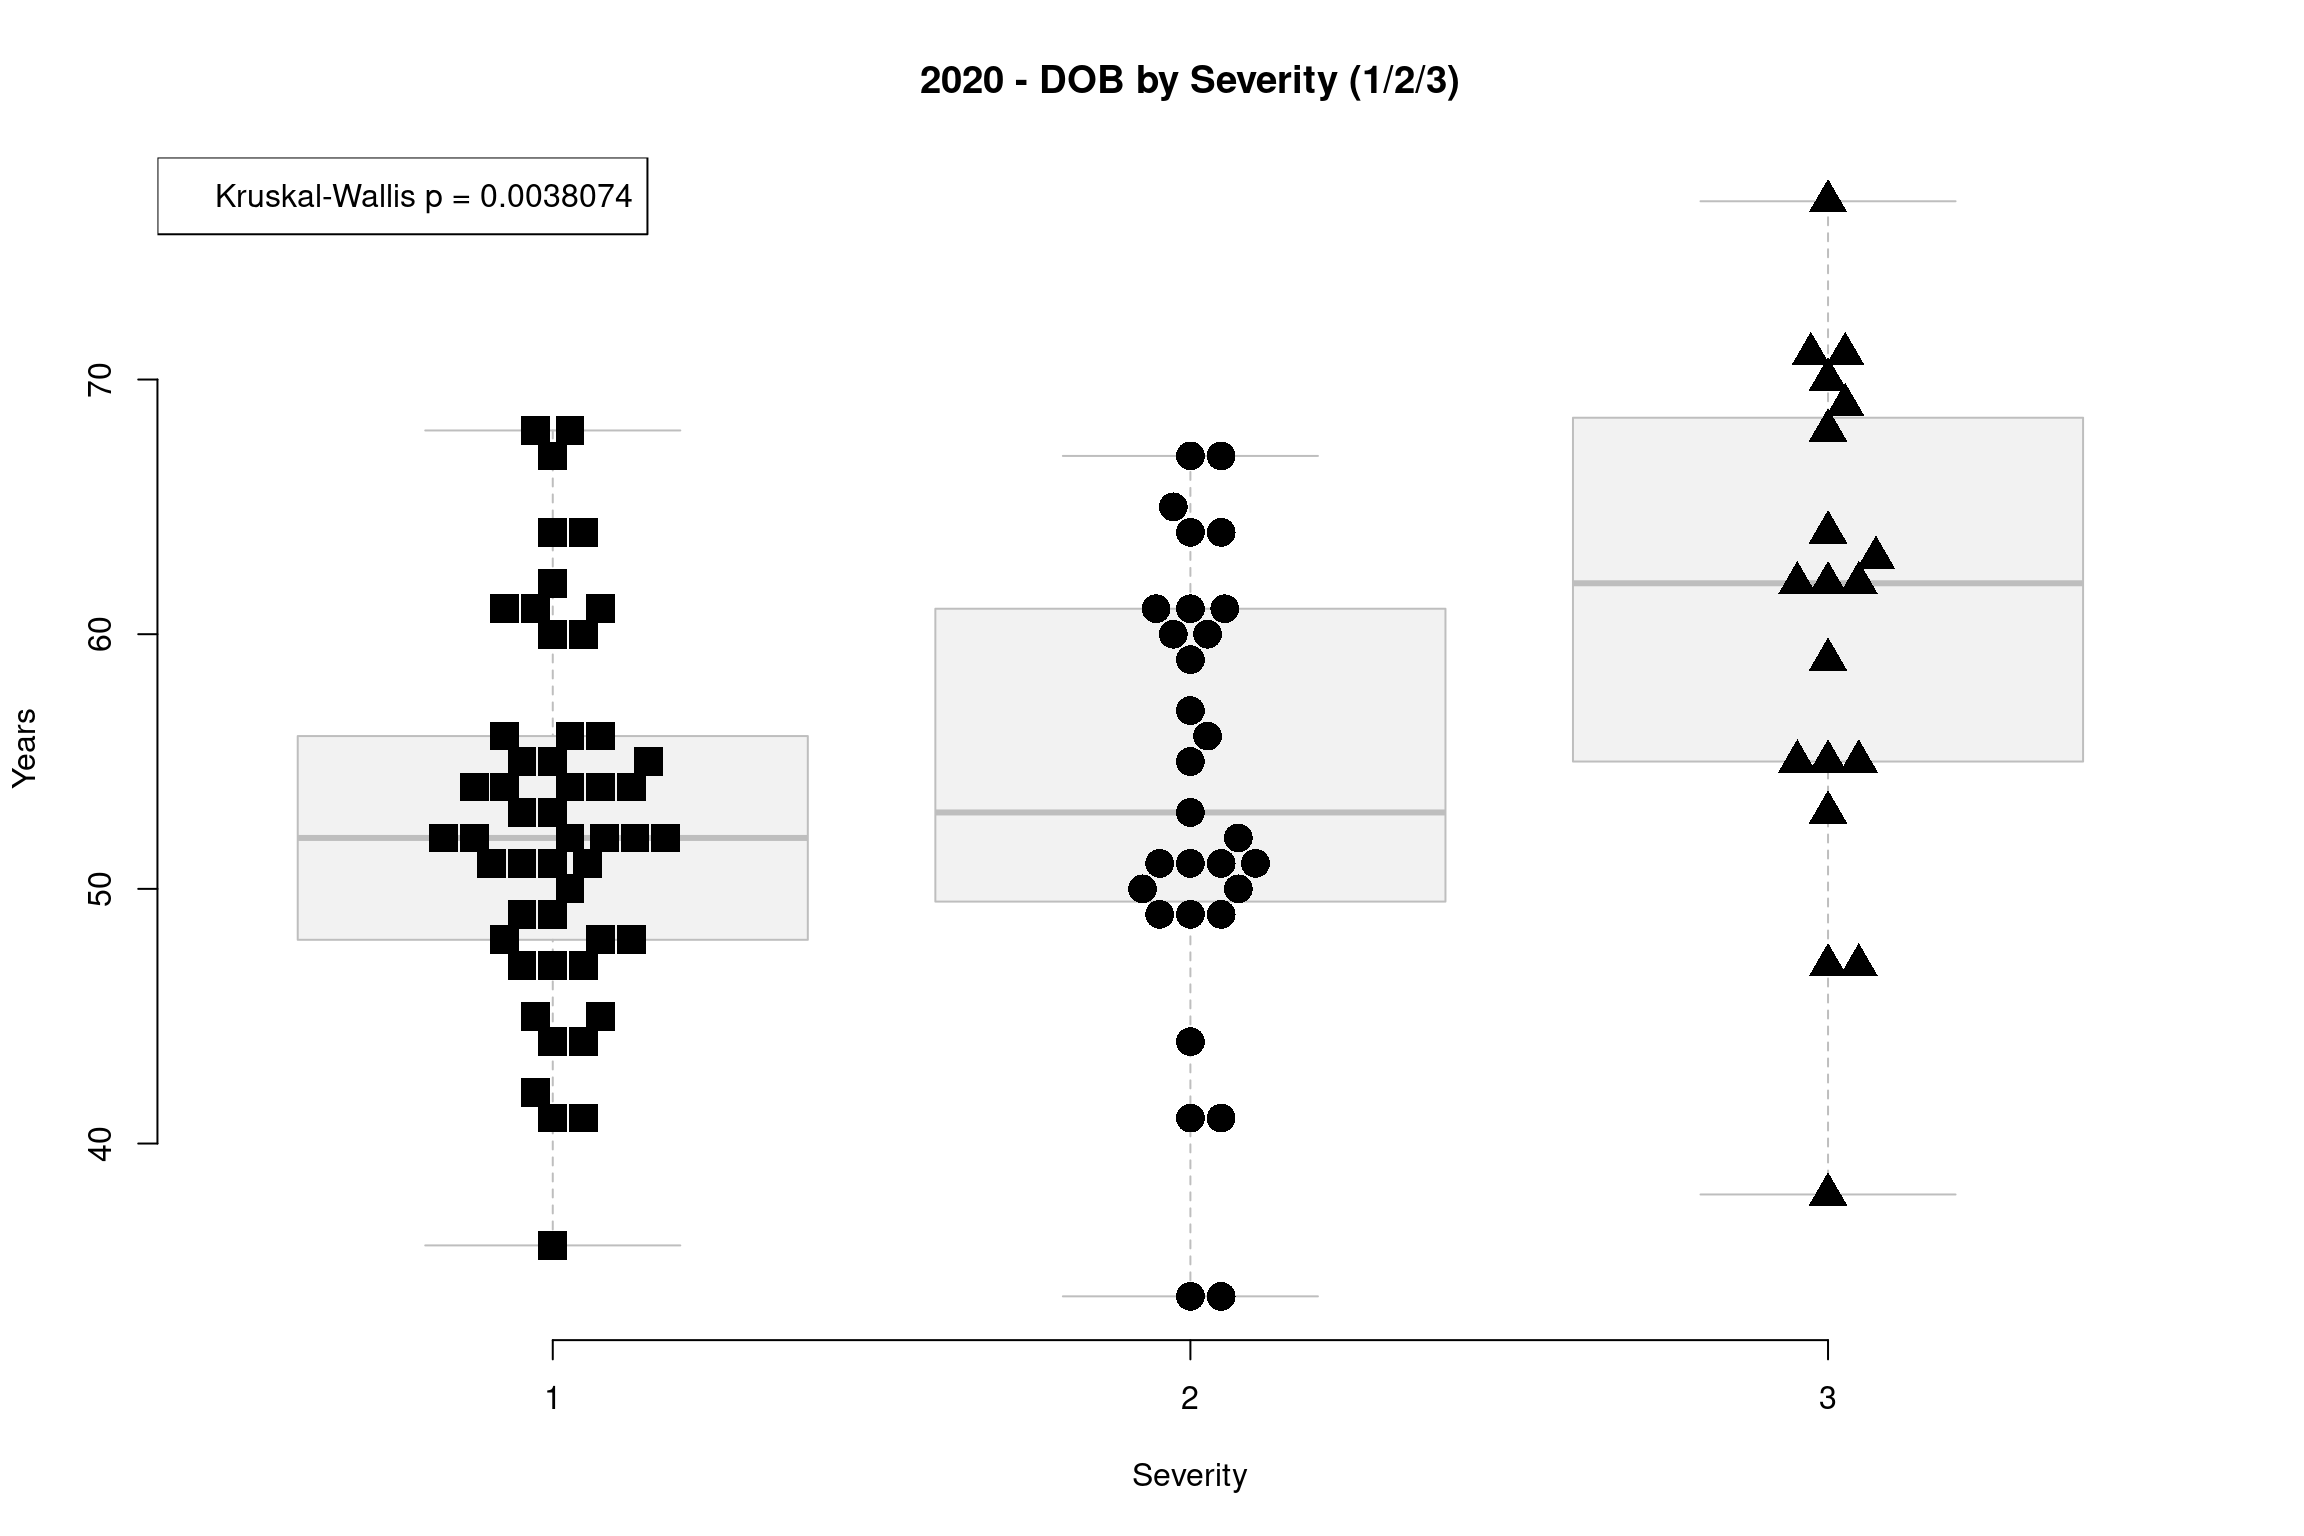 2020 - DOB by Severity (1/2/3)
Kruskal-Wallis p = 0.0038074
Years
70
60
50
40
1 2 3
Severity